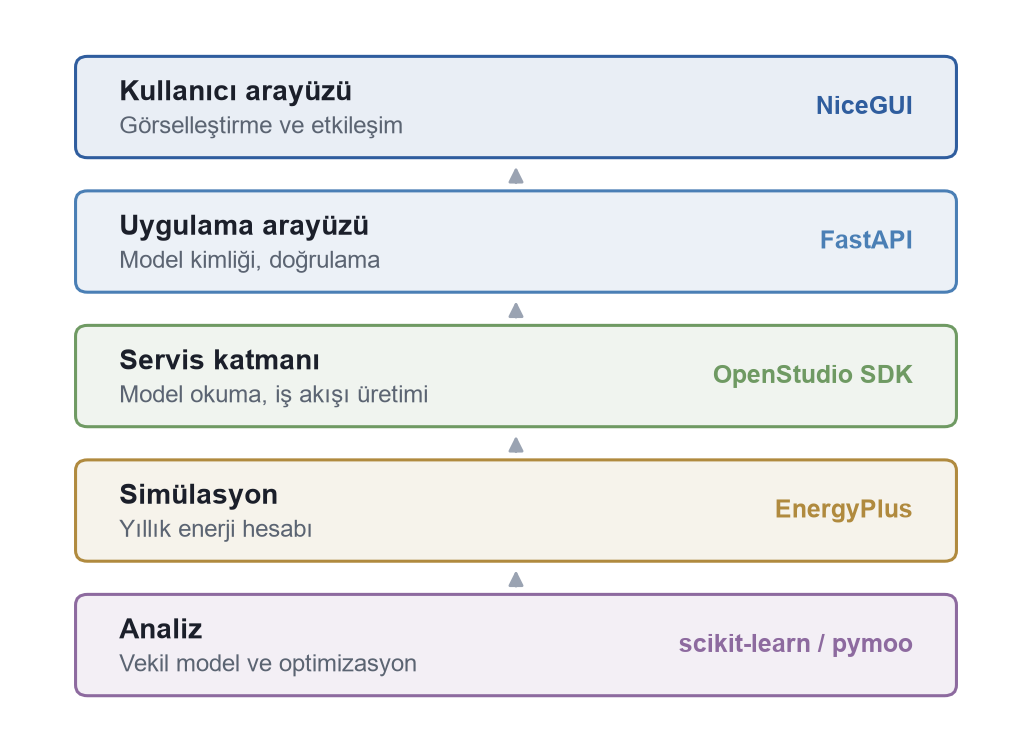 Kullanıcı arayüzü
Görselleştirme ve etkileşim
NiceGUI
Uygulama arayüzü
Model kimliği, doğrulama
FastAPI
Servis katmanı
Model okuma, iş akışı üretimi
OpenStudio SDK
Simülasyon
Yıllık enerji hesabı
EnergyPlus
Analiz
Vekil model ve optimizasyon
scikit-learn / pymoo